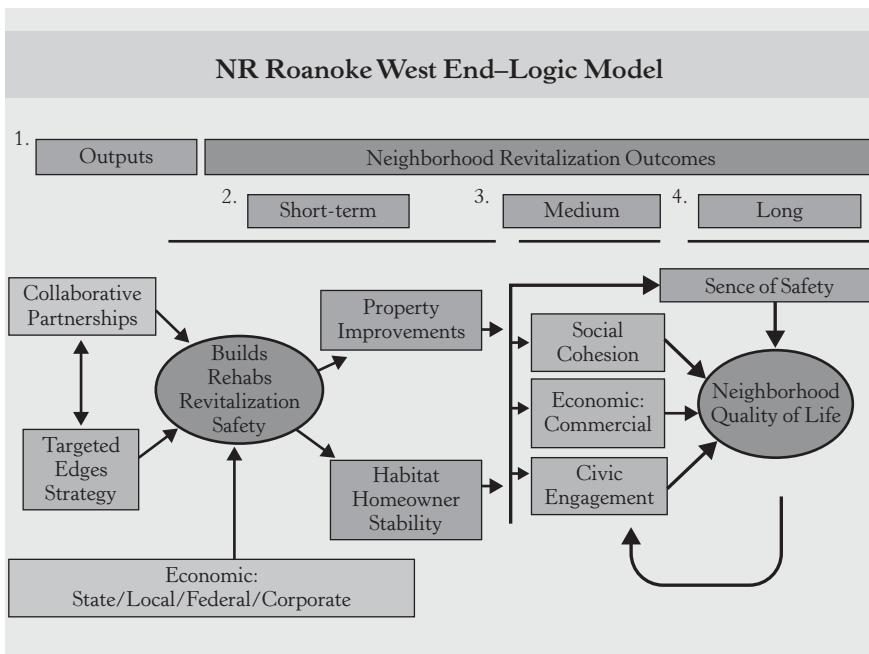 NR Roanoke West End–Logic Model
1.
Outputs
Neighborhood Revitalization Outcomes
2.
Short-term
3.
Medium
4.
Long
Collaborative
Partnerships
Targeted
Edges
Strategy
Builds
Rehabs
Revitalization
Safety
Economic:
State/Local/Federal/Corporate
Property
Improvements
Habitat
Homeowner
Stability
Social
Cohesion
Economic:
Commercial
Civic
Engagement
Sence of Safety
Neighborhood
Quality of Life